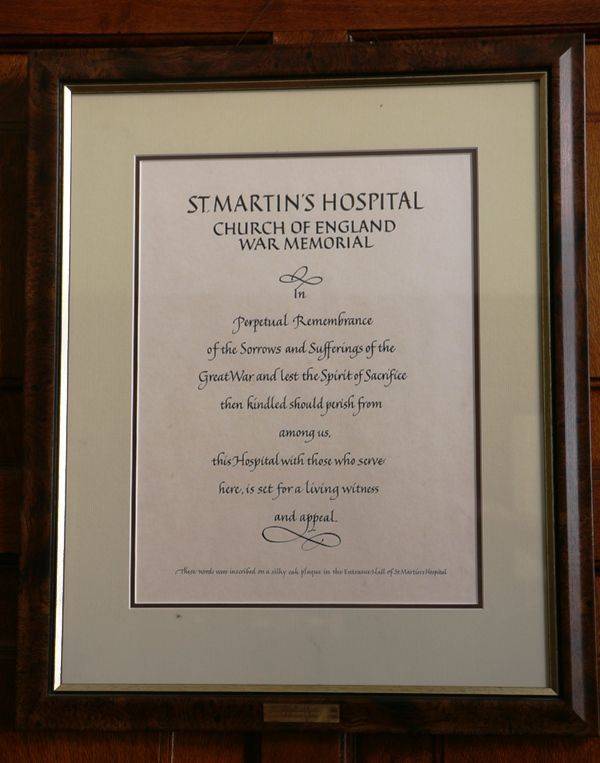 ST. MARTIN'S HOSPITAL
CHURCH OF ENGLAND
WAR MEMORIAL
In
Perpetual Remembrance
of the Sorrows and Sufferings of the
Great War and lest the Spirit of Sacrifice
then kindled should perish from
among us,
this Hospital with those who serve
here, is set for a living witness
and appeal.
These words were inscribed on a silky oak plaque in the Entrance Hall of St Martin's Hospital